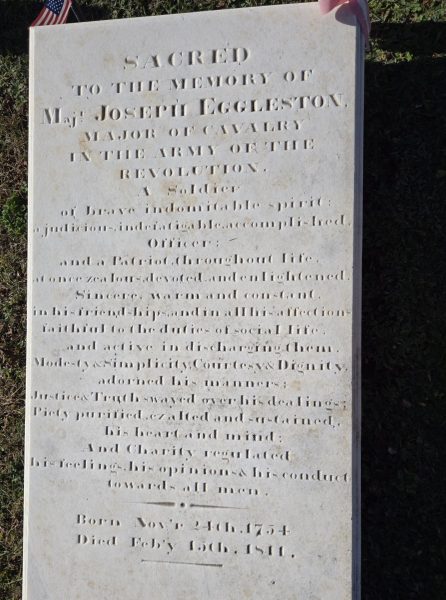 SACRED
TO THE MEMORY OF
Maj.r JOSEPH EGGLESTON,
MAJOR OF CAVALRY
IN THE ARMY OF THE
REVOLUTION.
A Soldier
of brave indomitable spirit;
a judicious, indefatigable, accomplished,
Officer;
and a Patriot, throughout life,
at once zealous, devoted, and enlightened.
Sincere, warm and constant,
in his friendships, and in all his affections
faithful to the duties of social life,
and active in discharging them.
Modesty & Simplicity, Courtesy & Dignity,
adorned his manners;
Justice & Truth swayed over his dealings;
Piety purified, exalted and sustained,
his heart and mind;
And Charity regulated
his feelings, his opinions & his conduct
towards all men.
Born Nov'r 24th, 1754
Died Feb'y 15th, 1811.